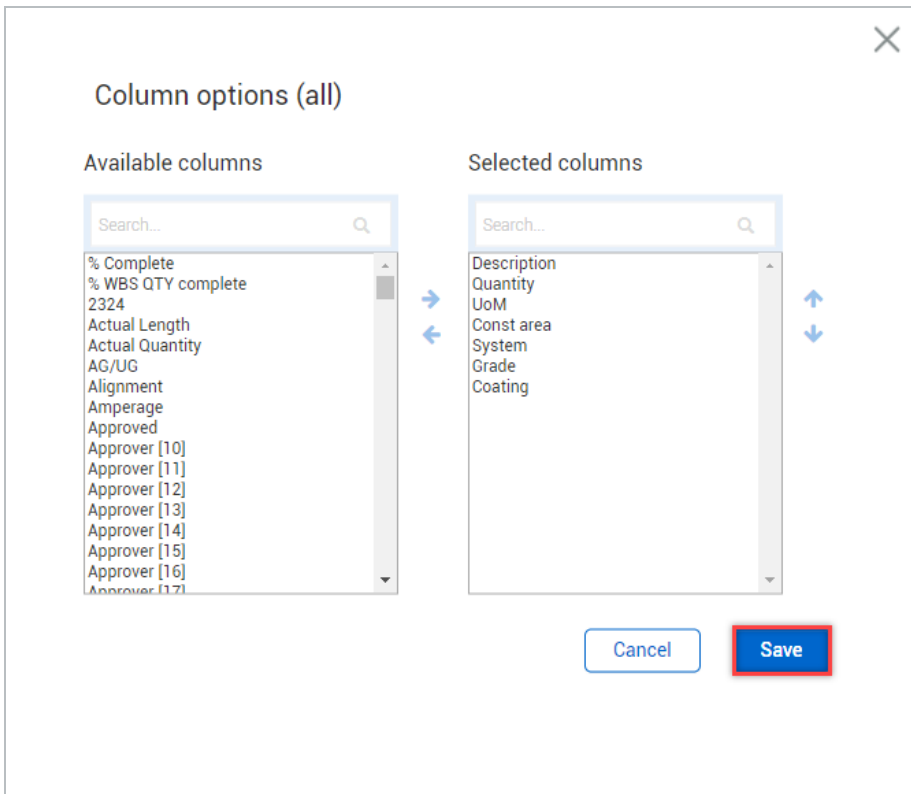 Column options (all)
Available columns
Search...
% Complete
% WBS QTY complete
2324
Actual Length
Actual Quantity
AG/UG
Alignment
Amperage
Approved
Approver [10]
Approver [11]
Approver [12]
Approver [13]
Approver [14]
Approver [15]
Approver [16]
Approver [17]
Selected columns
Search...
Description
Quantity
UoM
Const area
System
Grade
Coating
Cancel
Save